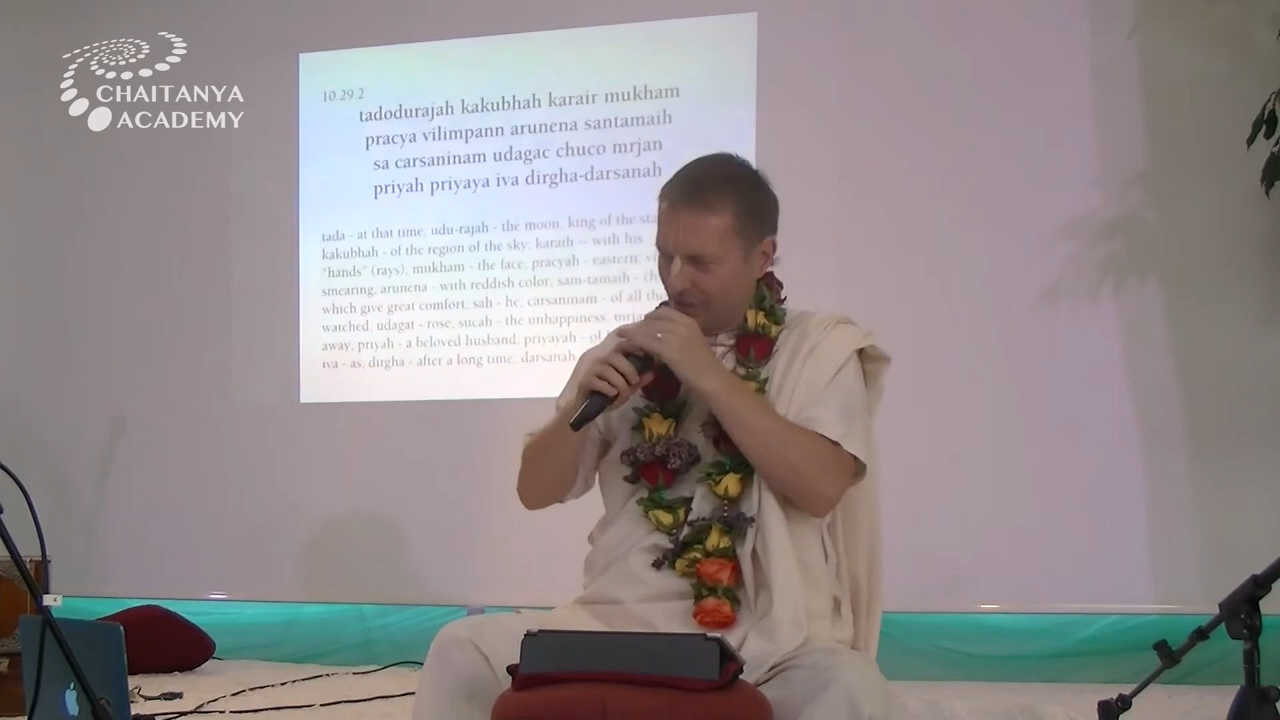 CHAITANYA
ACADEMY
10.29.2
tadodurajah kakubhah karair mukham
pracya vilimpann arunena santamaih
sa carsaninam udagac chuco mrjan
priyah priyaya iva dirgha-darsanah
tada - at that time, udu-rajah - the moon, king of the
kakubhah - of the region of the sky; karaih -- with his
"hands" (rays), mukham - the face, pracyah - eastern,
smearing, arunena - with reddish color, sam-tamaih -
which give great comfort, sah - he, carsaninam - of all
watched, udagat - rose, sucah - the unhappiness,
away, priyah - a beloved husband, priyayah -
iva - as, dirgha - after a long time, darsanah
4